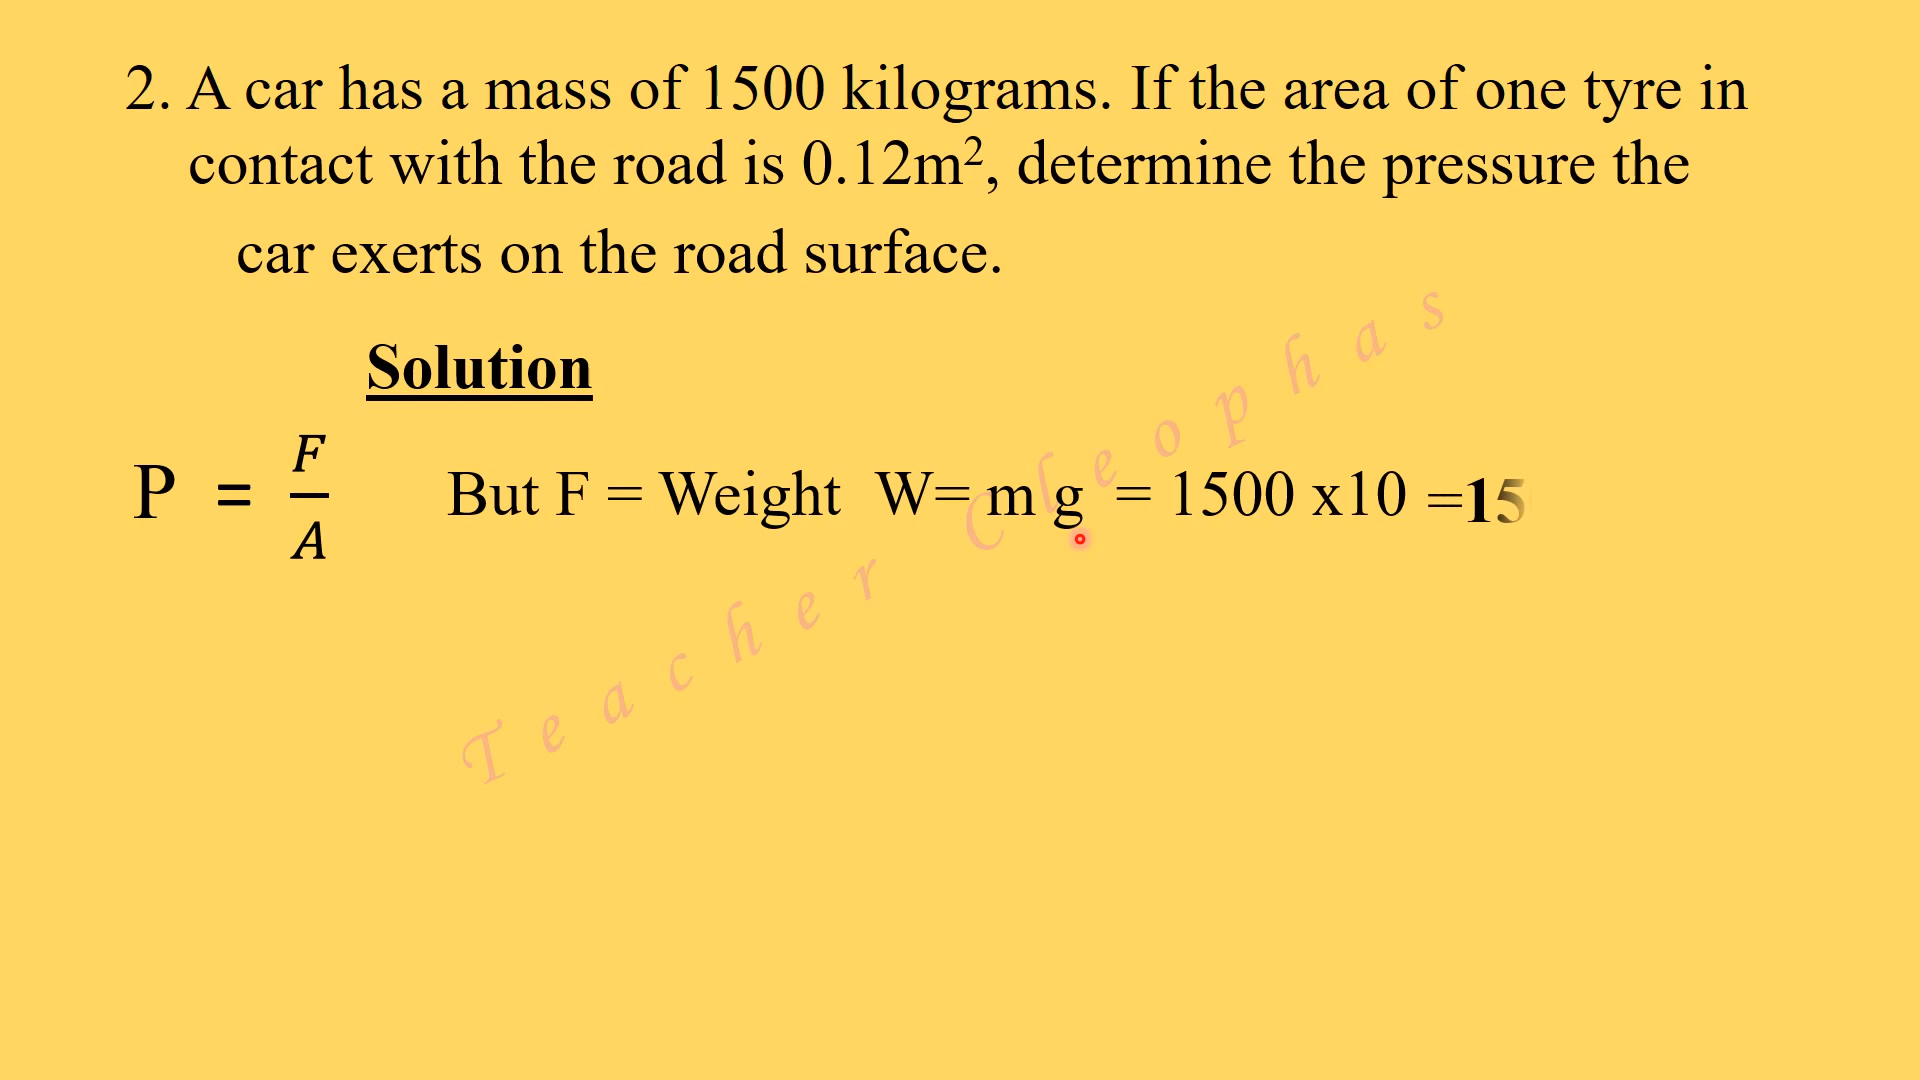 2. A car has a mass of 1500 kilograms. If the area of one tyre in
contact with the road is 0.12m², determine the pressure the
car exerts on the road surface.
Solution
P = F/A But F = Weight W= m g = 1500 x10 =15
Teacher Cleophas